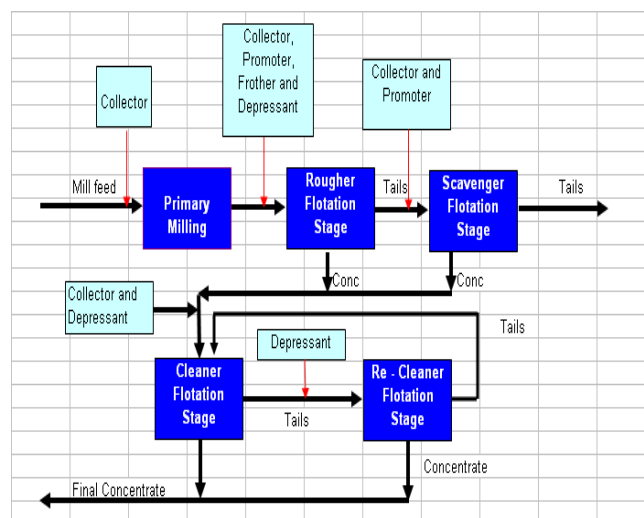 Collector
Collector,
Promoter,
Frother and
Depressant
Collector and
Promoter
Mill feed
Primary
Milling
Rougher
Flotation
Stage
Tails
Scavenger
Flotation
Stage
Tails
Conc
Conc
Collector and
Depressant
Tails
Depressant
Cleaner
Flotation
Stage
Tails
Re - Cleaner
Flotation
Stage
Concentrate
Final Concentrate